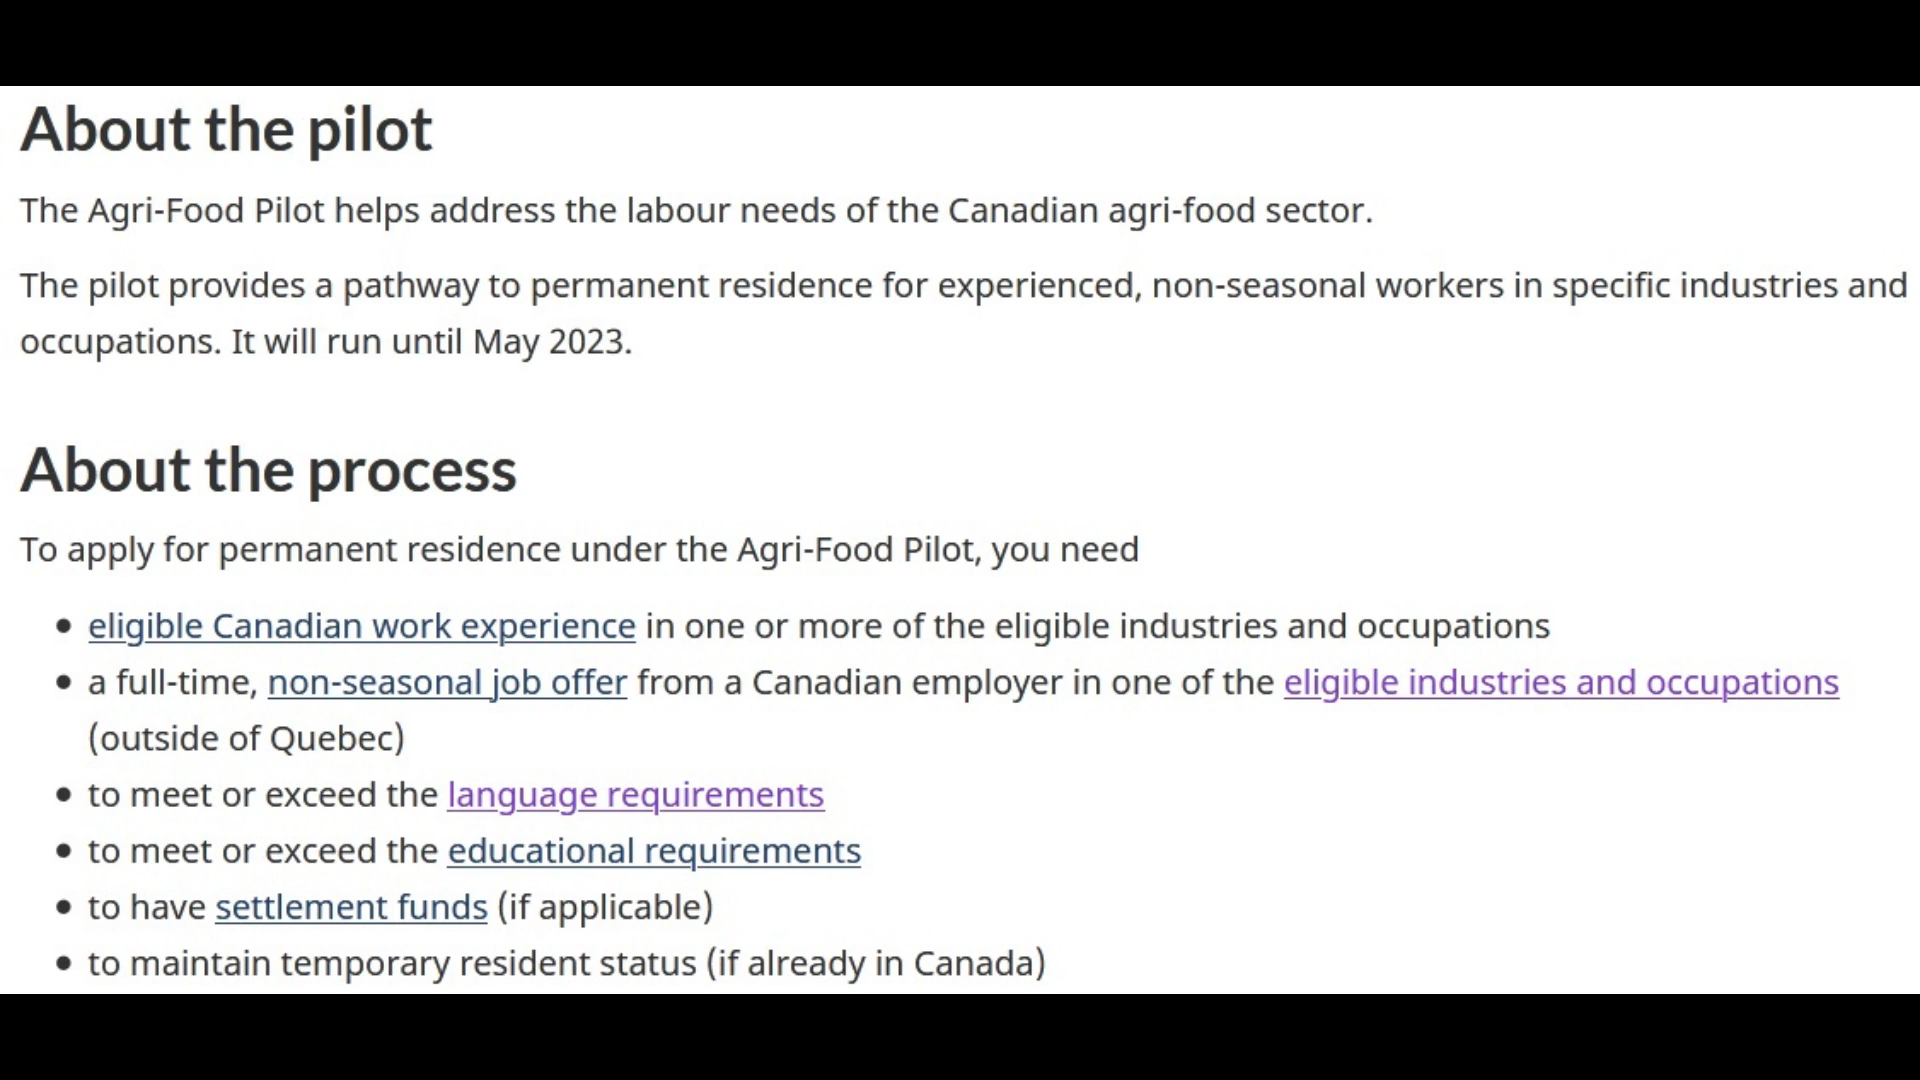 About the pilot
The Agri-Food Pilot helps address the labour needs of the Canadian agri-food sector.
The pilot provides a pathway to permanent residence for experienced, non-seasonal workers in specific industries and
occupations. It will run until May 2023.
About the process
To apply for permanent residence under the Agri-Food Pilot, you need
• eligible Canadian work experience in one or more of the eligible industries and occupations
• a full-time, non-seasonal job offer from a Canadian employer in one of the eligible industries and occupations
(outside of Quebec)
• to meet or exceed the language requirements
• to meet or exceed the educational requirements
• to have settlement funds (if applicable)
• to maintain temporary resident status (if already in Canada)